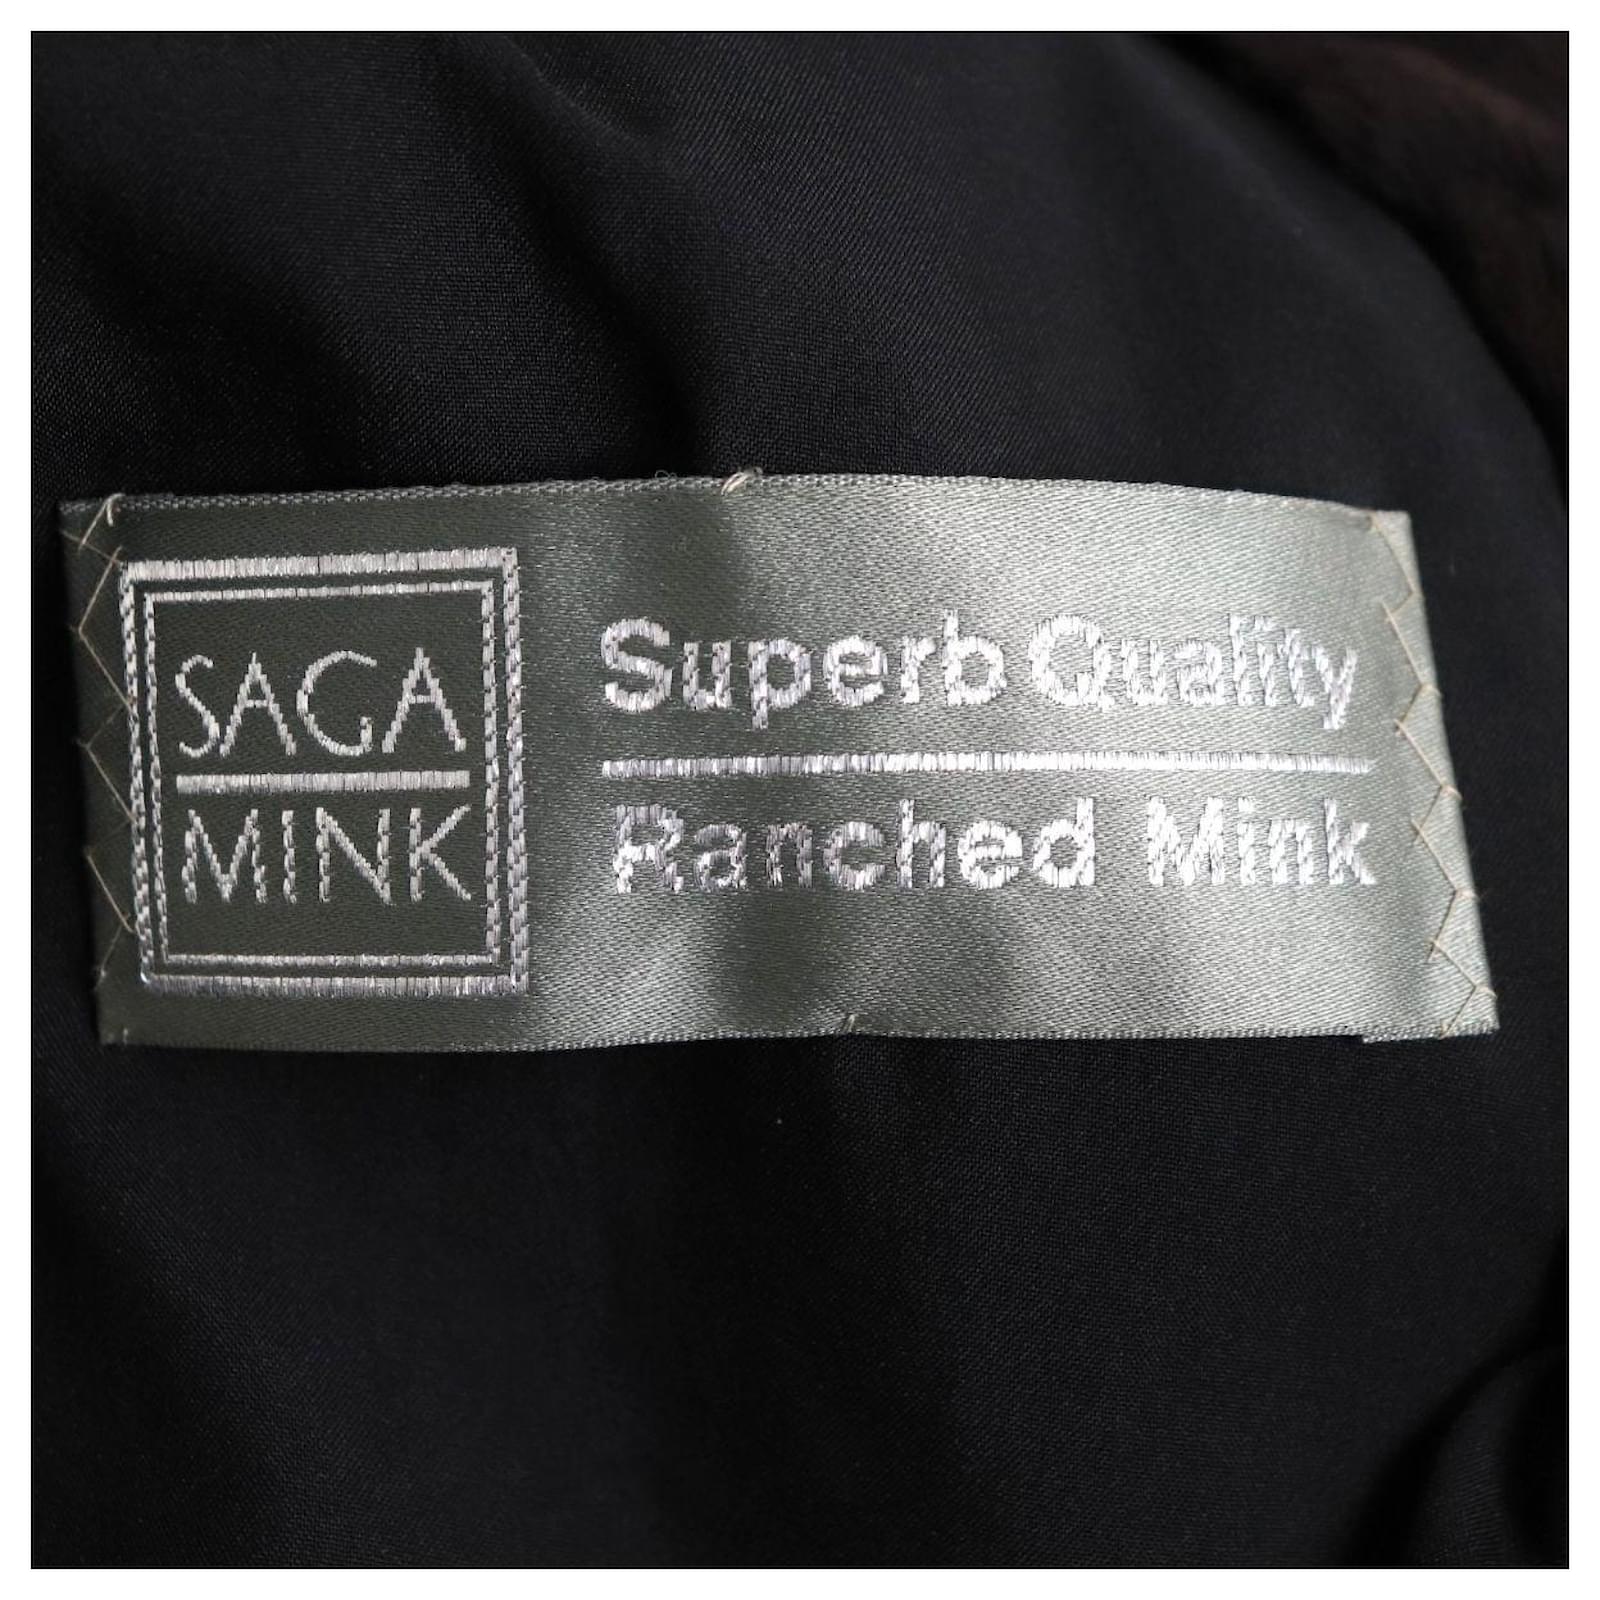 SAGA
MINK
Superb Quality
Ranched Mink